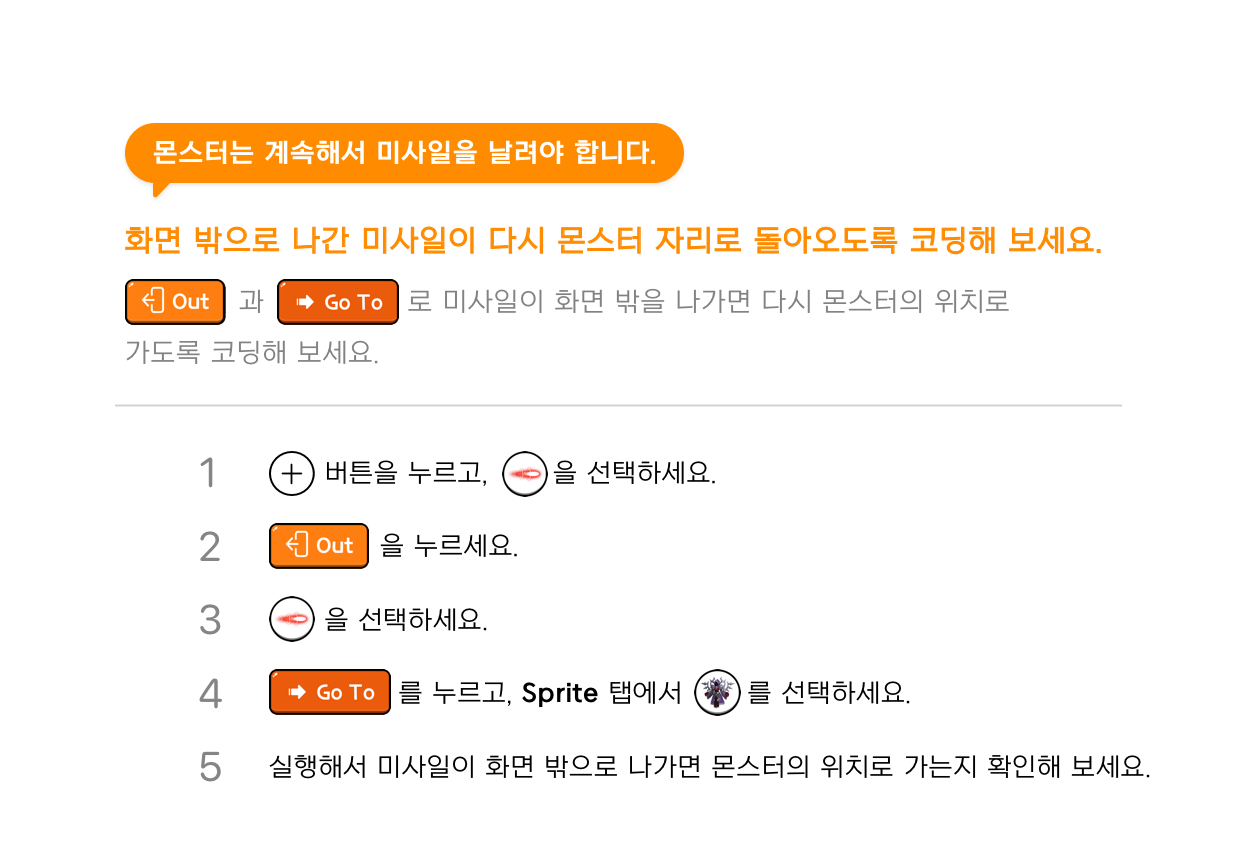 몬스터는 계속해서 미사일을 날려야 합니다.
화면 밖으로 나간 미사일이 다시 몬스터 자리로 돌아오도록 코딩해 보세요.
Out 과 Go To 로 미사일이 화면 밖을 나가면 다시 몬스터의 위치로
가도록 코딩해 보세요.
1 버튼을 누르고, 을 선택하세요.
2 Out 을 누르세요.
3 을 선택하세요.
4 Go To 를 누르고, Sprite 탭에서 를 선택하세요.
5 실행해서 미사일이 화면 밖으로 나가면 몬스터의 위치로 가는지 확인해 보세요.